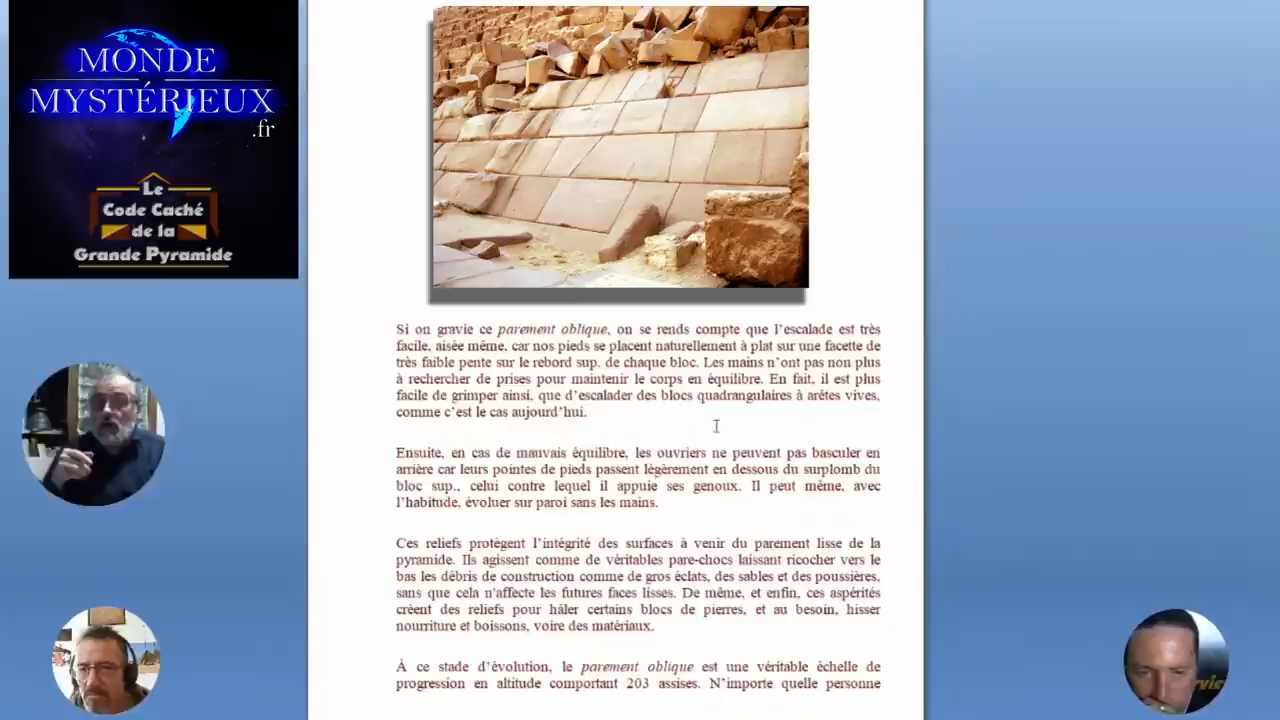 MONDE
MYSTÉRIEUX
.fr
Le
Code Caché
de la
Grande Pyramide
Si on gravie ce parement oblique, on se rends compte que l’escalade est très
facile, aisée même, car nos pieds se placent naturellement à plat sur une facette de
très faible pente sur le rebord sup. de chaque bloc. Les mains n’ont pas non plus
à rechercher de prises pour maintenir le corps en équilibre. En fait, il est plus
facile de grimper ainsi, que d’escalader des blocs quadrangulaires à arêtes vives,
comme c’est le cas aujourd’hui.
Ensuite, en cas de mauvais équilibre, les ouvriers ne peuvent pas basculer en
arrière car leurs pointes de pieds passent légèrement en dessous du surplomb du
bloc sup., celui contre lequel il appuie ses genoux. Il peut même, avec
l’habitude, évoluer sur paroi sans les mains.
Ces reliefs protègent l’intégrité des surfaces à venir du parement lisse de la
pyramide. Ils agissent comme de véritables pare-chocs laissant ricocher vers le
bas les débris de construction comme de gros éclats, des sables et des poussières,
sans que cela n'affecte les futures faces lisses. De même, et enfin, ces aspérités
créent des reliefs pour hâler certains blocs de pierres, et au besoin, hisser
nourriture et boissons, voire des matériaux.
À ce stade d’évolution, le parement oblique est une véritable échelle de
progression en altitude comportant 203 assises. N’importe quelle personne